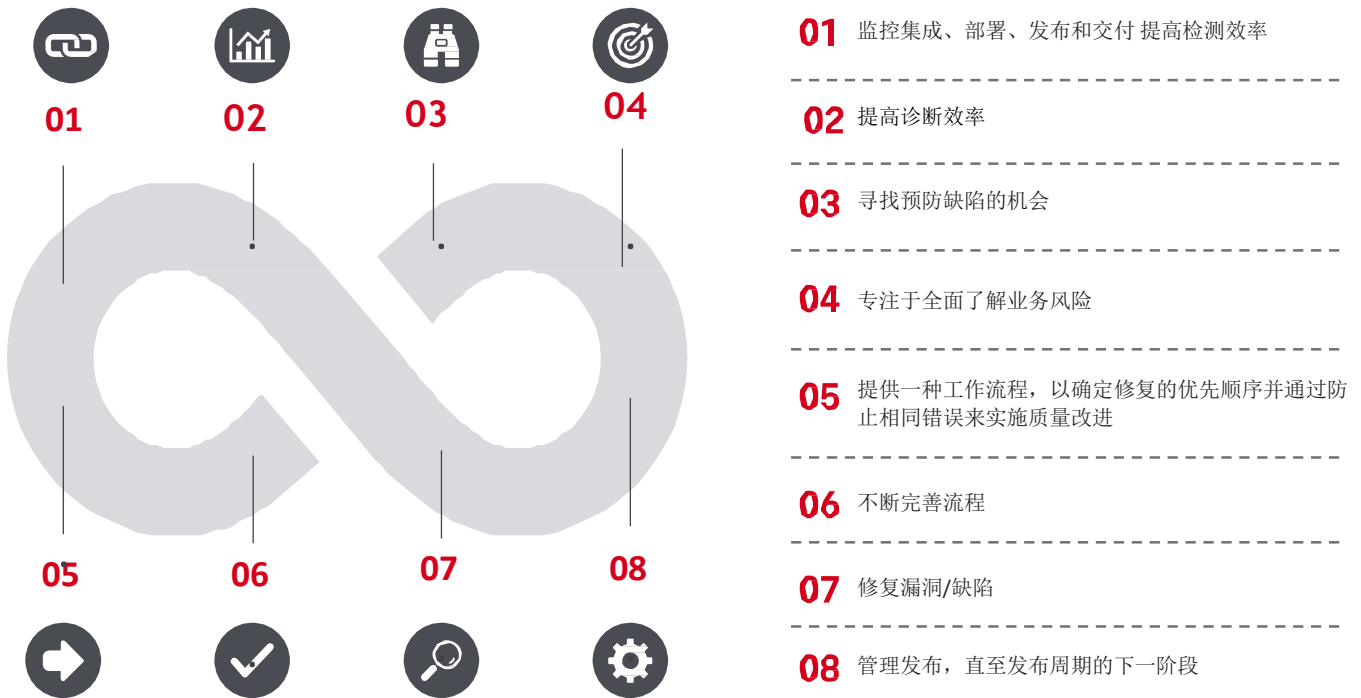 01
02
03
04
05
06
07
08
01 监控集成、部署、发布和交付 提高检测效率
02 提高诊断效率
03 寻找预防缺陷的机会
04 专注于全面了解业务风险
05 提供一种工作流程，以确定修复的优先顺序并通过防
止相同错误来实施质量改进
06 不断完善流程
07 修复漏洞/缺陷
08 管理发布，直至发布周期的下一阶段